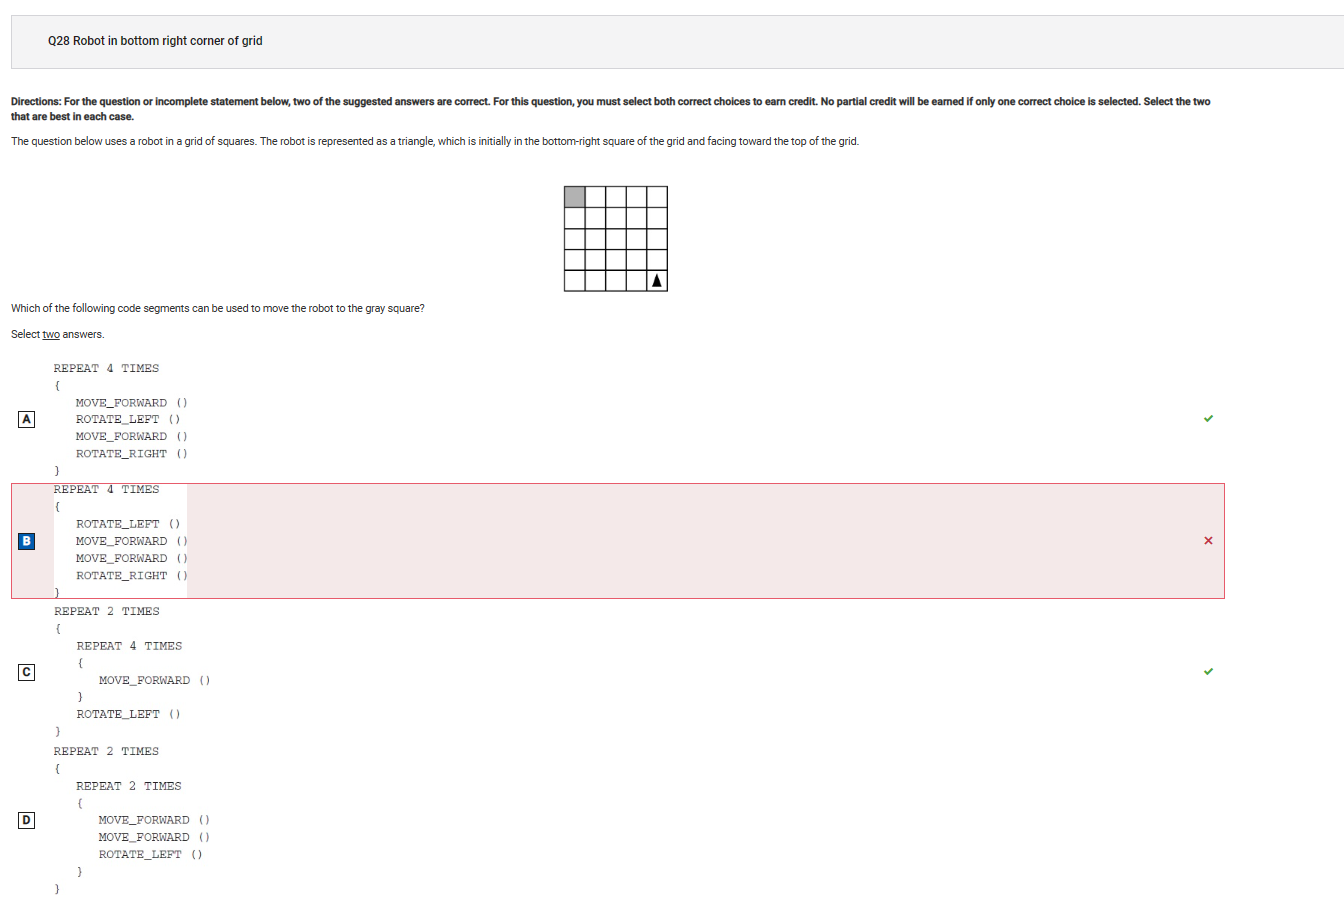 Q28 Robot in bottom right corner of grid
Directions: For the question or incomplete statement below, two of the suggested answers are correct. For this question, you must select both correct choices to earn credit. No partial credit will be earned if only one correct choice is selected. Select the two
that are best in each case.
The question below uses a robot in a grid of squares. The robot is represented as a triangle, which is initially in the bottom-right square of the grid and facing toward the top of the grid.
Which of the following code segments can be used to move the robot to the gray square?
Select two answers.
A
REPEAT 4 TIMES
{
MOVE_FORWARD ()
ROTATE_LEFT ()
MOVE_FORWARD ()
ROTATE_RIGHT ()
}
B
REPEAT 4 TIMES
{
ROTATE_LEFT ()
MOVE_FORWARD ()
MOVE_FORWARD ()
ROTATE_RIGHT ()
}
C
REPEAT 2 TIMES
{
REPEAT 4 TIMES
{
MOVE_FORWARD ()
}
ROTATE_LEFT ()
}
D
REPEAT 2 TIMES
{
REPEAT 2 TIMES
{
MOVE_FORWARD ()
MOVE_FORWARD ()
ROTATE_LEFT ()
}
}